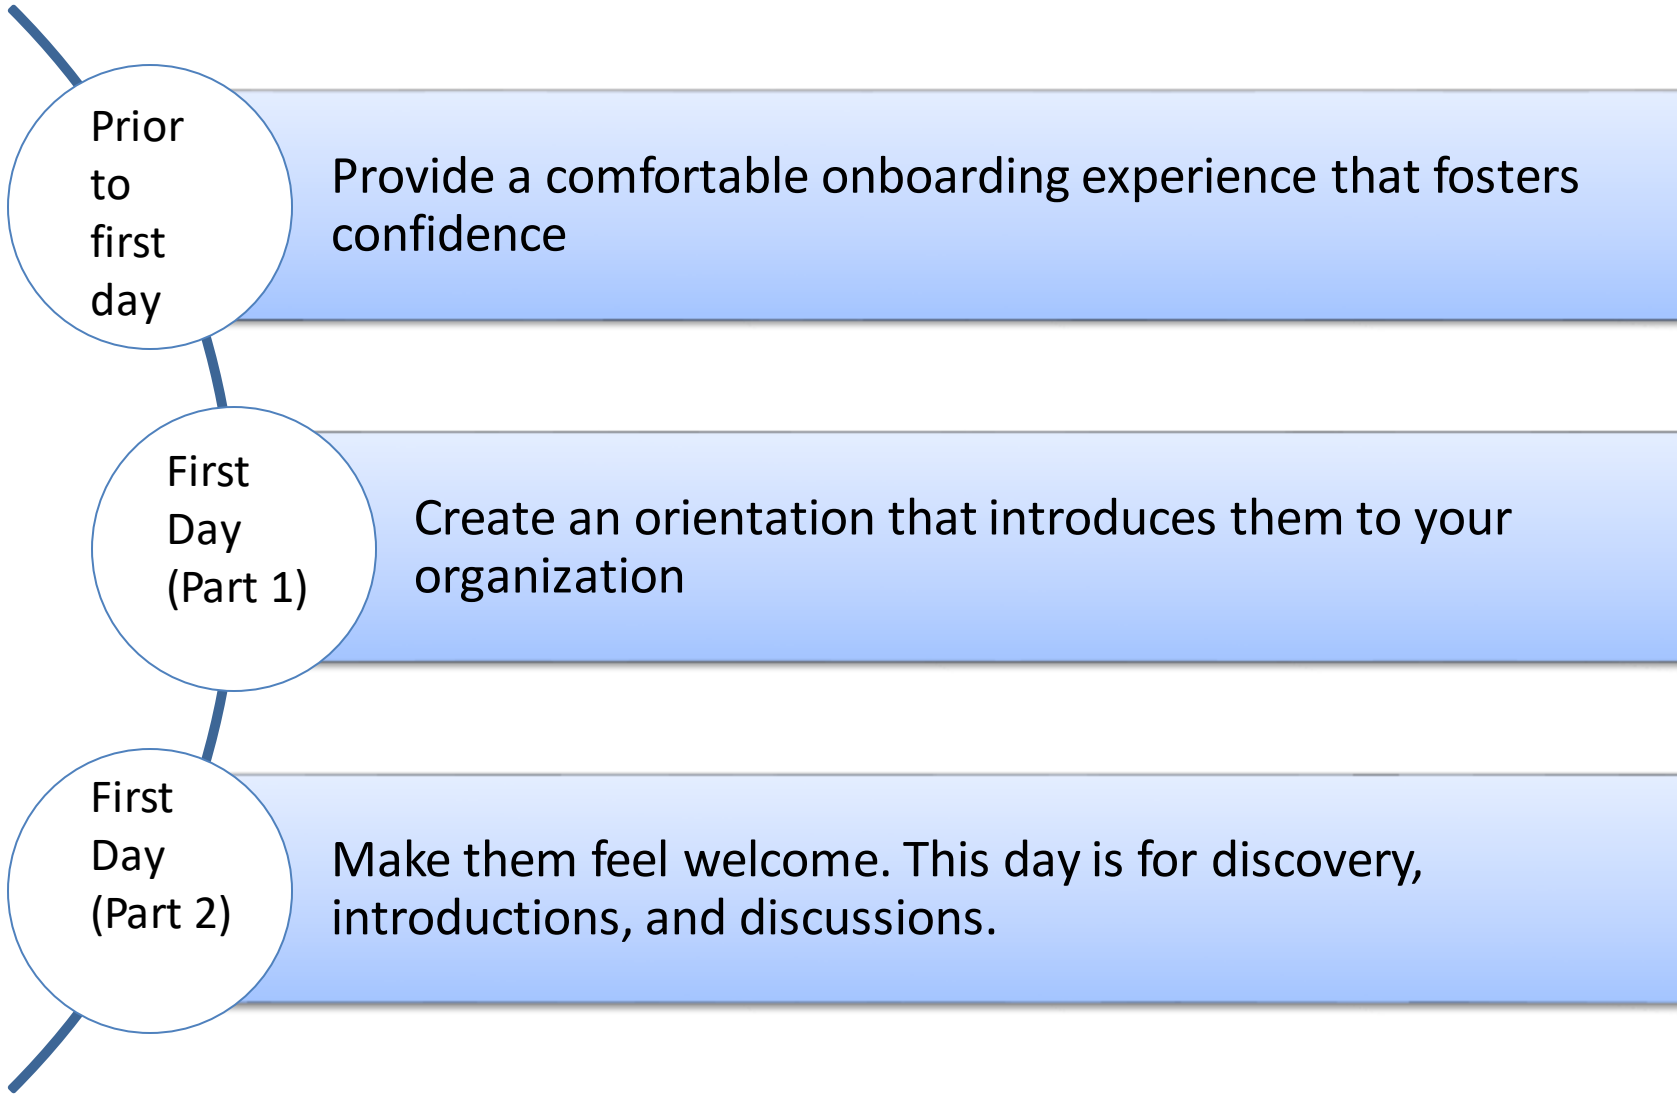 Prior
to
first
day
Provide a comfortable onboarding experience that fosters
confidence
First
Day
(Part 1)
Create an orientation that introduces them to your
organization
First
Day
(Part 2)
Make them feel welcome. This day is for discovery,
introductions, and discussions.